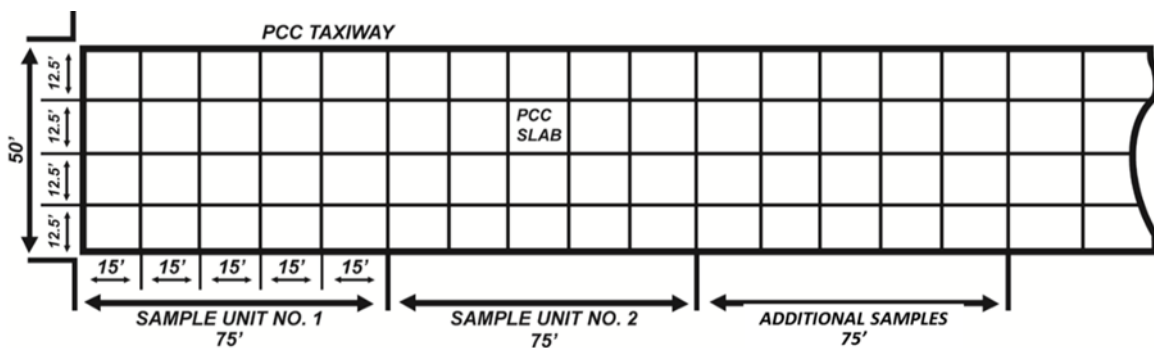 PCC TAXIWAY
12.5'
12.5'
12.5'
12.5'
50'
PCC
SLAB
15'
15'
15'
15'
15'
SAMPLE UNIT NO. 1
75'
SAMPLE UNIT NO. 2
75'
ADDITIONAL SAMPLES
75'